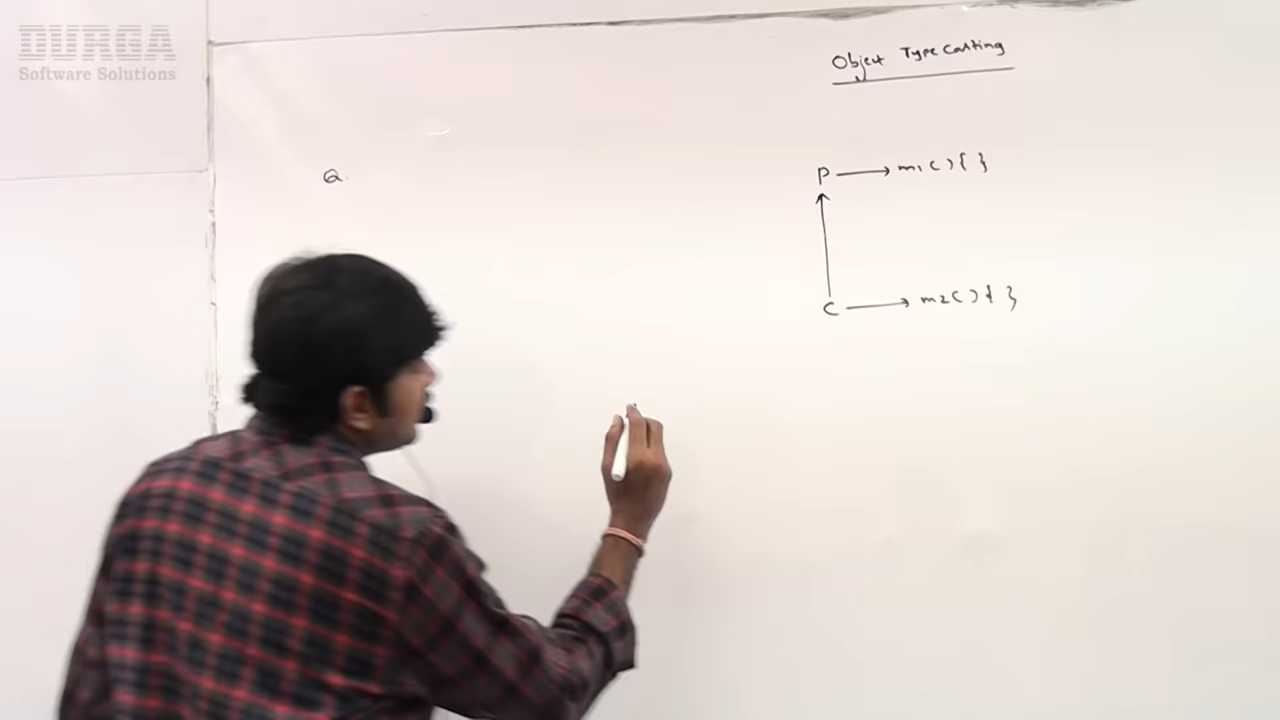 DURGA
Software Solutions
Object Type Casting
Q.
P → m1() { }
C → m2() { }